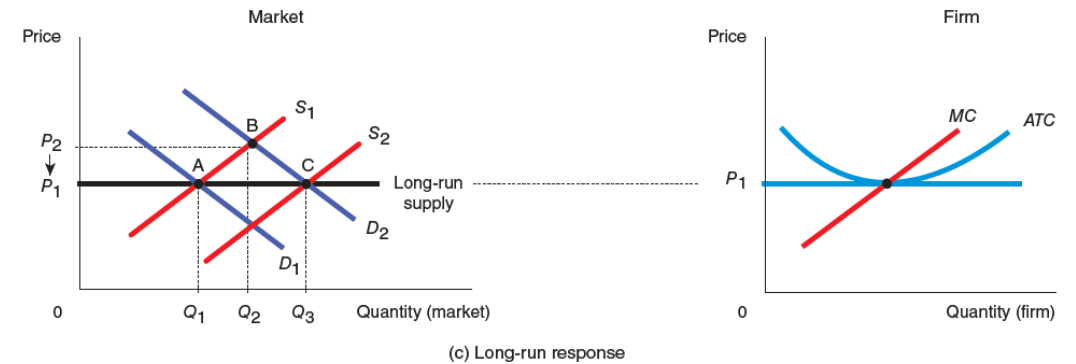 Market
Firm
Price
Price
S1
MC
ATC
B
S2
P2
A
C
P1
P1
Long-run
supply
D2
D1
0
Q1
Q2
Q3
Quantity (market)
0
Quantity (firm)
(c) Long-run response